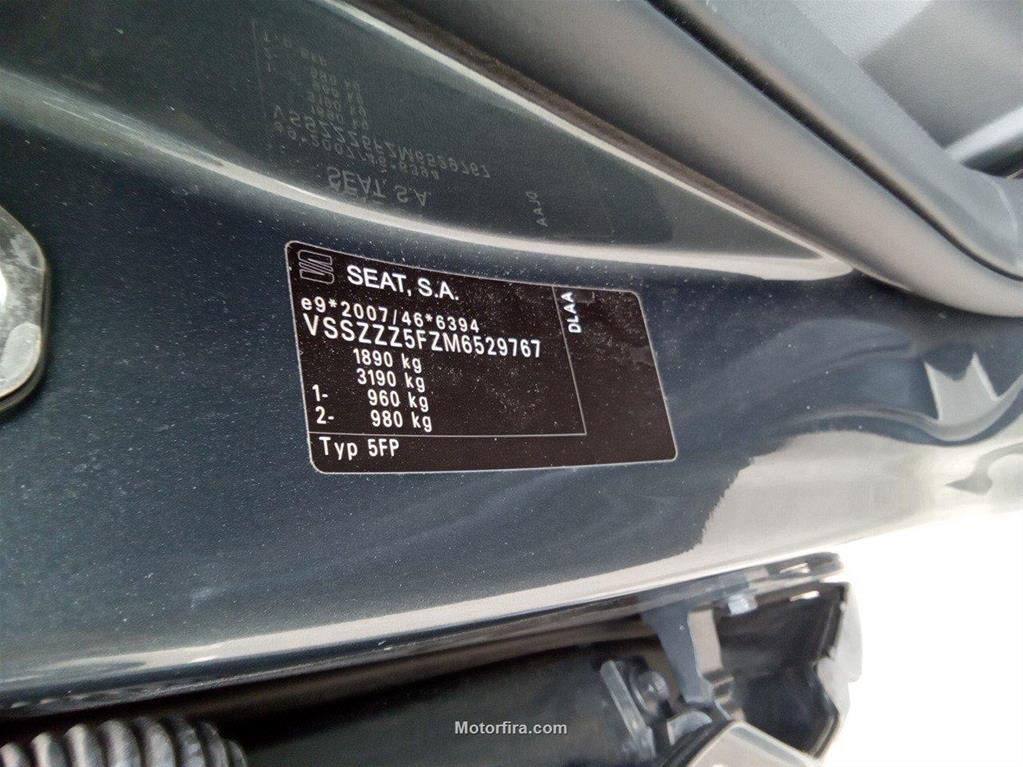 SEAT, S.A.
e9*2007/46*6394
VSSZZZ5FZM6529767
1890 kg
3190 kg
1- 960 kg
2- 980 kg
Typ 5FP
DLAA
Motorfira.com